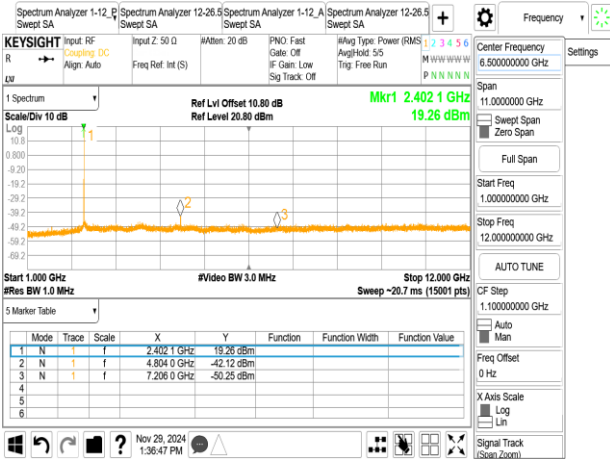 Spectrum Analyzer 1-12_P
Swept SA
Spectrum Analyzer 12-26.5
Swept SA
Spectrum Analyzer 1-12_A
Swept SA
Spectrum Analyzer 12-26.5
Swept SA
+
Frequency
KEYSIGHT
R
Input: RF
Coupling: DC
Align: Auto
Input Z: 50 Ω
Freq Ref: Int (S)
#Atten: 20 dB
PNO: Fast
Gate: Off
IF Gain: Low
Sig Track: Off
#Avg Type: Power (RMS
Avg|Hold: 5/5
Trig: Free Run
1 2 3 4 5 6
M W W W W W
P N N N N N
1 Spectrum
Scale/Div 10 dB
Log
Ref Lvl Offset 10.80 dB
Ref Level 20.80 dBm
Mkr1 2.402 1 GHz
19.26 dBm
10.8
0.800
-9.20
-19.2
-29.2
-39.2
-49.2
-59.2
-69.2
1
2
3
Start 1.000 GHz
#Res BW 1.0 MHz
#Video BW 3.0 MHz
Stop 12.000 GHz
Sweep ~20.7 ms (15001 pts)
5 Marker Table
Mode Trace Scale X Y Function Function Width Function Value
1 N 1 f 2.402 1 GHz 19.26 dBm
2 N 1 f 4.804 0 GHz -42.12 dBm
3 N 1 f 7.206 0 GHz -50.25 dBm
4
5
6
Nov 29, 2024
1:36:47 PM
Center Frequency
6.500000000 GHz
Span
11.0000000 GHz
Swept Span
Zero Span
Full Span
Start Freq
1.000000000 GHz
Stop Freq
12.000000000 GHz
AUTO TUNE
CF Step
1.100000000 GHz
Auto
Man
Freq Offset
0 Hz
X Axis Scale
Log
Lin
Signal Track
(Span Zoom)
Settings